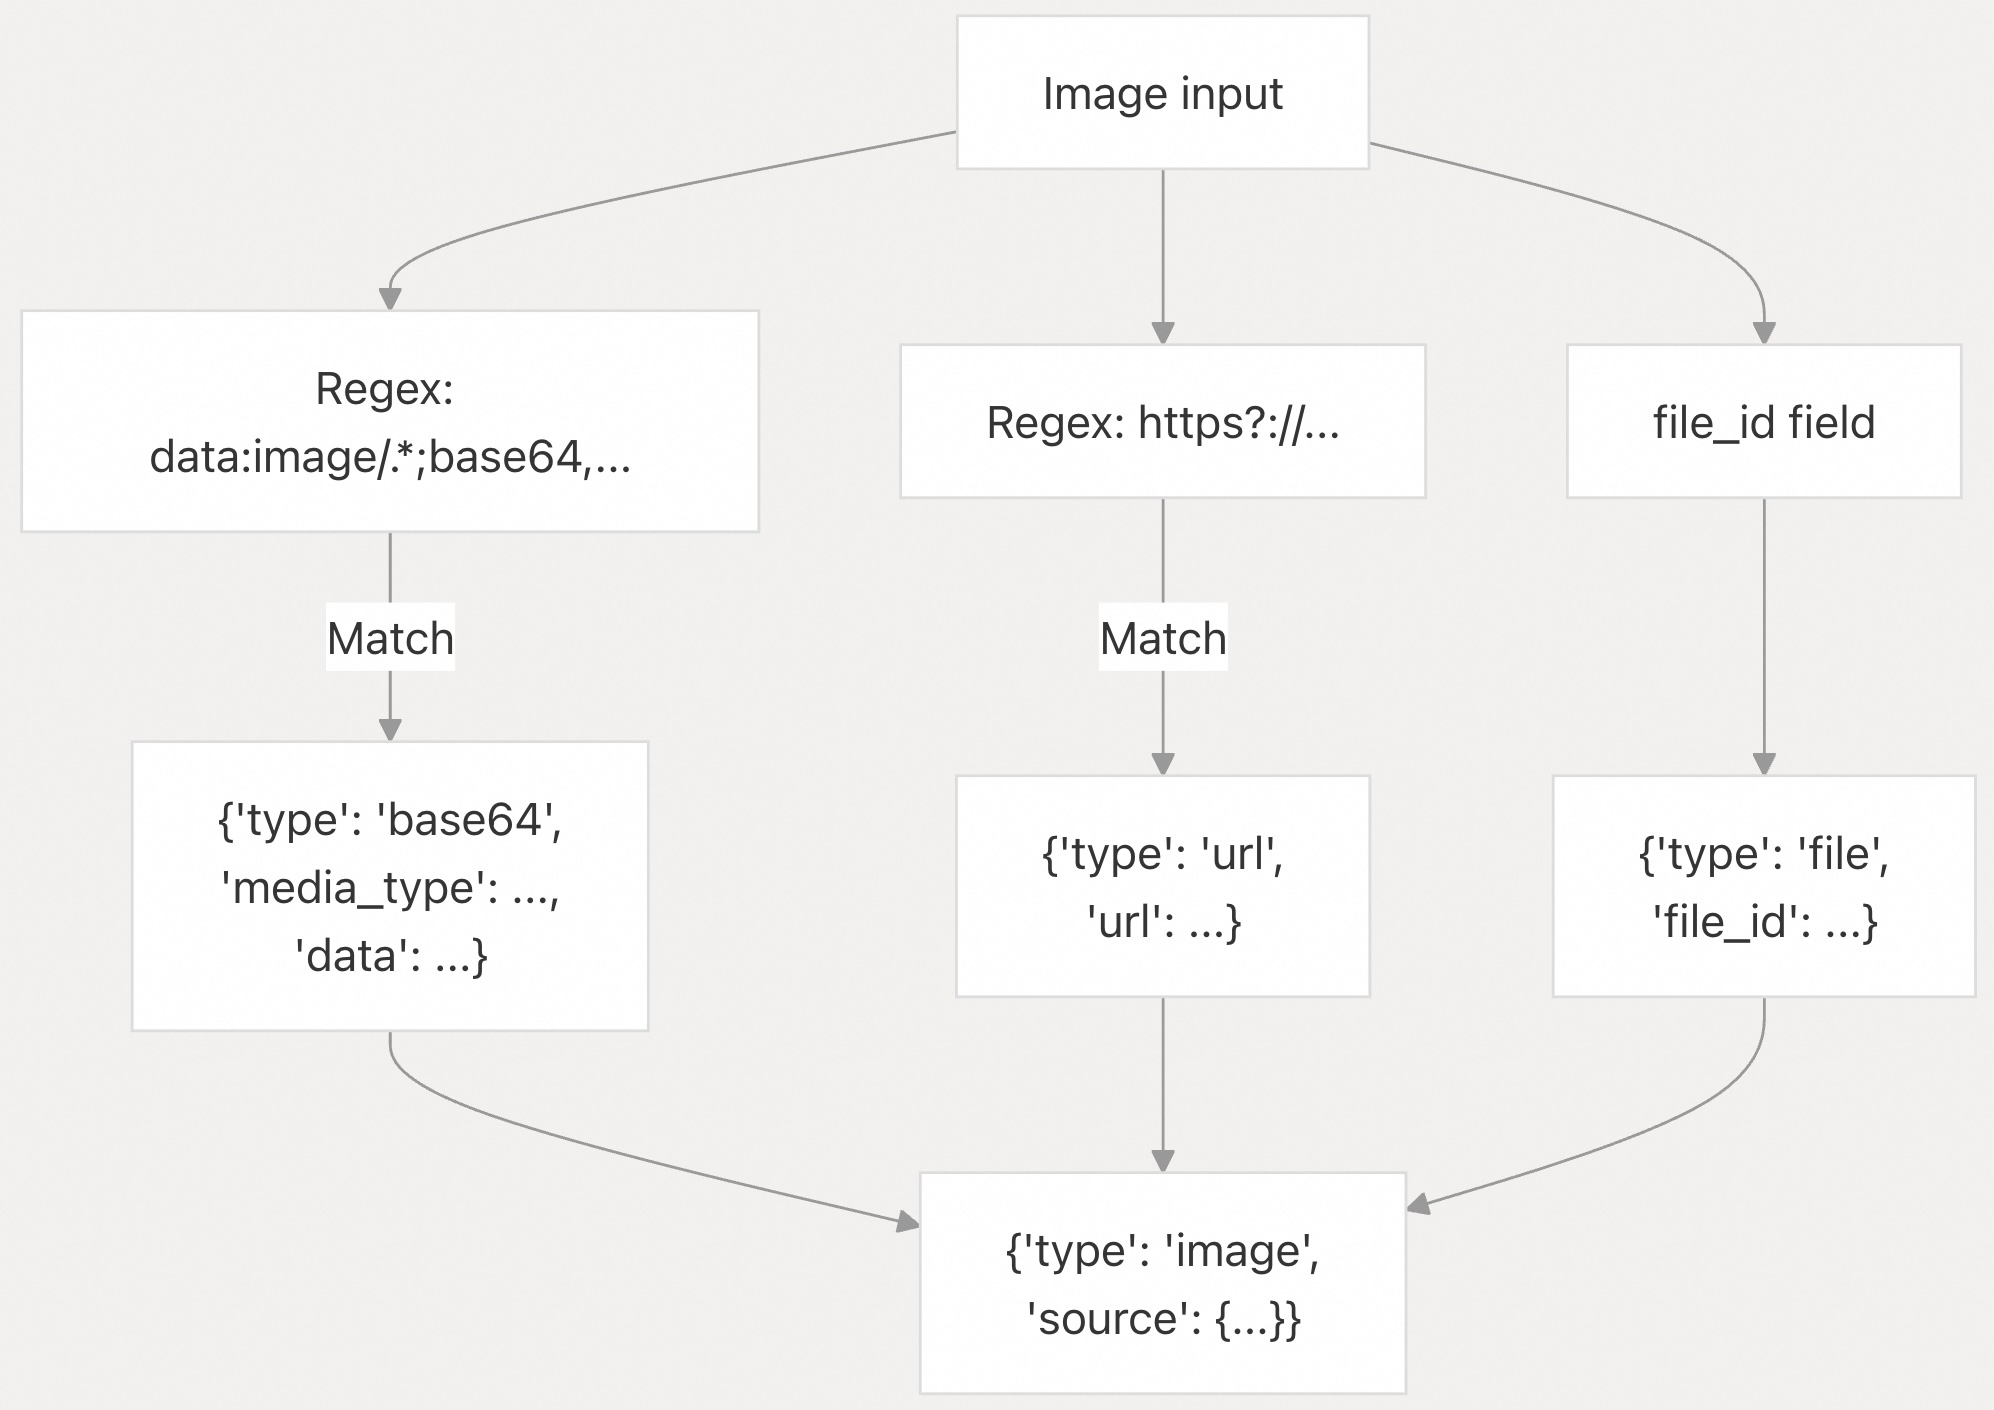 Image input
Regex:
data:image/.*;base64,...
Regex: https?://...
file_id field
Match
Match
{'type': 'base64',
'media_type': ...,
'data': ...}
{'type': 'url',
'url': ...}
{'type': 'file',
'file_id': ...}
{'type': 'image',
'source': {...}}